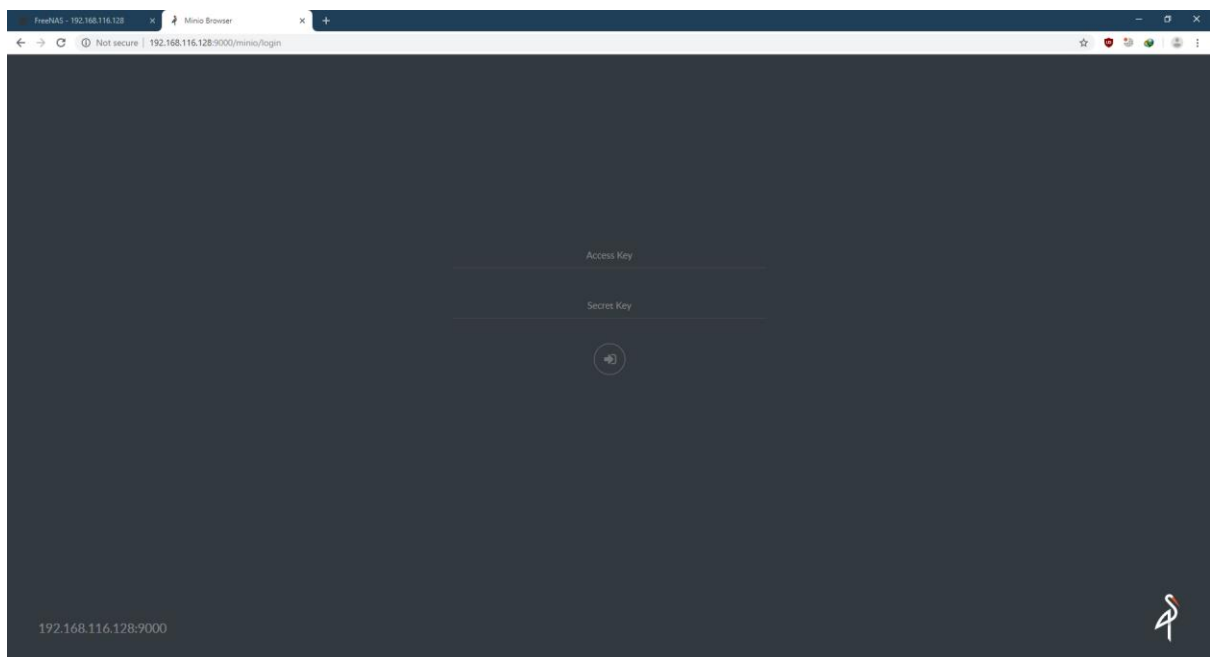 FreeNAS - 192.168.116.128
Minio Browser
Not secure | 192.168.116.128:9000/minio/login
Access Key
Secret Key
192.168.116.128:9000